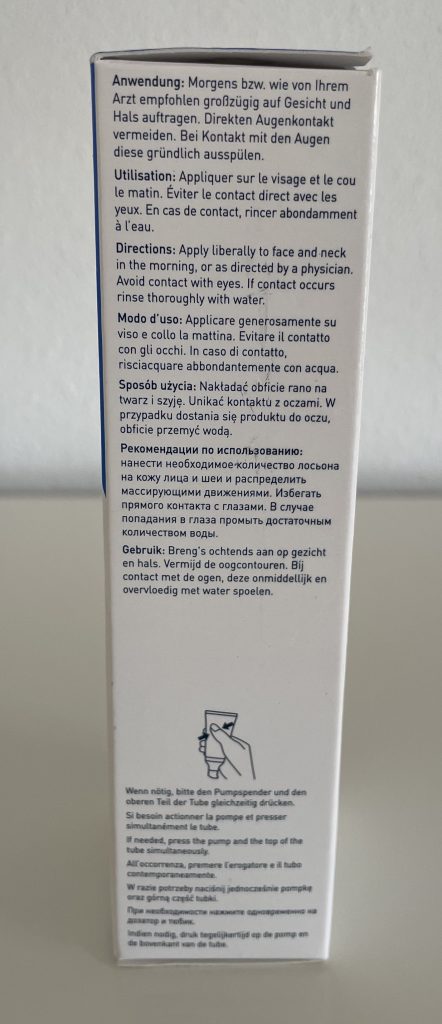 Anwendung: Morgens bzw. wie von Ihrem
Arzt empfohlen großzügig auf Gesicht und
Hals auftragen. Direkten Augenkontakt
vermeiden. Bei Kontakt mit den Augen
diese gründlich ausspülen.
Utilisation: Appliquer sur le visage et le cou
le matin. Éviter le contact direct avec les
yeux. En cas de contact, rincer abondamment
à l'eau.
Directions: Apply liberally to face and neck
in the morning, or as directed by a physician.
Avoid contact with eyes. If contact occurs
rinse thoroughly with water.
Modo d'uso: Applicare generosamente su
viso e collo la mattina. Evitare il contatto
con gli occhi. In caso di contatto,
risciacquare abbondantemente con acqua.
Sposób użycia: Nakładać obficie rano na
twarz i szyję. Unikać kontaktu z oczami. W
przypadku dostania się produktu do oczu,
obficie przemyć wodą.
Рекомендации по использованию:
нанести необходимое количество лосьона
на кожу лица и шеи и распределить
массирующими движениями. Избегать
прямого контакта с глазами. В случае
попадания в глаза промыть достаточным
количеством воды.
Gebruik: Breng's ochtends aan op gezicht
en hals. Vermijd de oogcontouren. Bij
contact met de ogen, deze onmiddellijk en
overvloedig met water spoelen.
Wenn nötig, bitte den Pumpspender und den
oberen Teil der Tube gleichzeitig drücken.
Si besoin actionner la pompe et presser
simultanément le tube.
If needed, press the pump and the top of the
tube simultaneously.
All'occorrenza, premere l'erogatore e il tubo
contemporaneamente.
W razie potrzeby naciśnij jednocześnie pompkę
oraz górną część tubki.
При необходимости нажмите одновременно на
дозатор и тюбик.
Indien nodig, druk tegelijkertijd op de pomp en
de bovenkant van de tube.